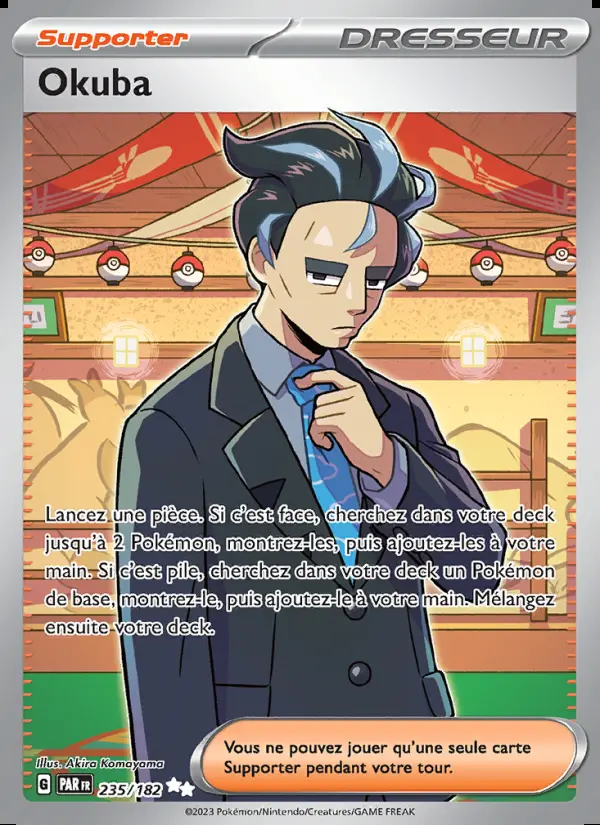 Supporter
DRESSEUR
Okuba
Lancez une pièce. Si c'est face, cherchez dans votre deck
jusqu'à 2 Pokémon, montrez-les, puis ajoutez-les à votre
main. Si c'est pile, cherchez dans votre deck un Pokémon
de base, montrez-le, puis ajoutez-le à votre main. Mélangez
ensuite votre deck.
Vous ne pouvez jouer qu'une seule carte
Supporter pendant votre tour.
Illus. Akira Komayama
G PAR FR 235/182
©2023 Pokémon/Nintendo/Creatures/GAME FREAK